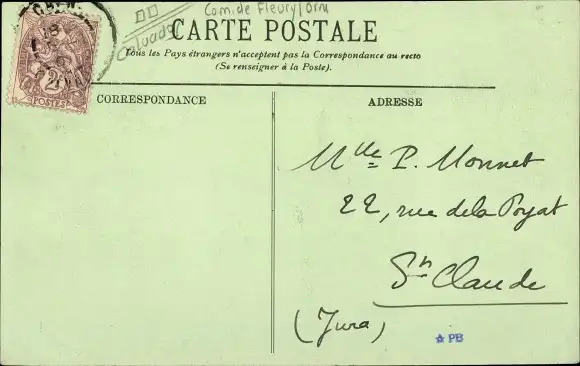 Com. de Fleury/Orne
Calvados
CARTE POSTALE
Tous les Pays étrangers n'acceptent pas la Correspondance au recto
(Se renseigner à la Poste).
CORRESPONDANCE
ADRESSE
2c
POSTES
Mlle P. Monnet
22, rue de la Poyat
St Claude
(Jura)
☆ PB